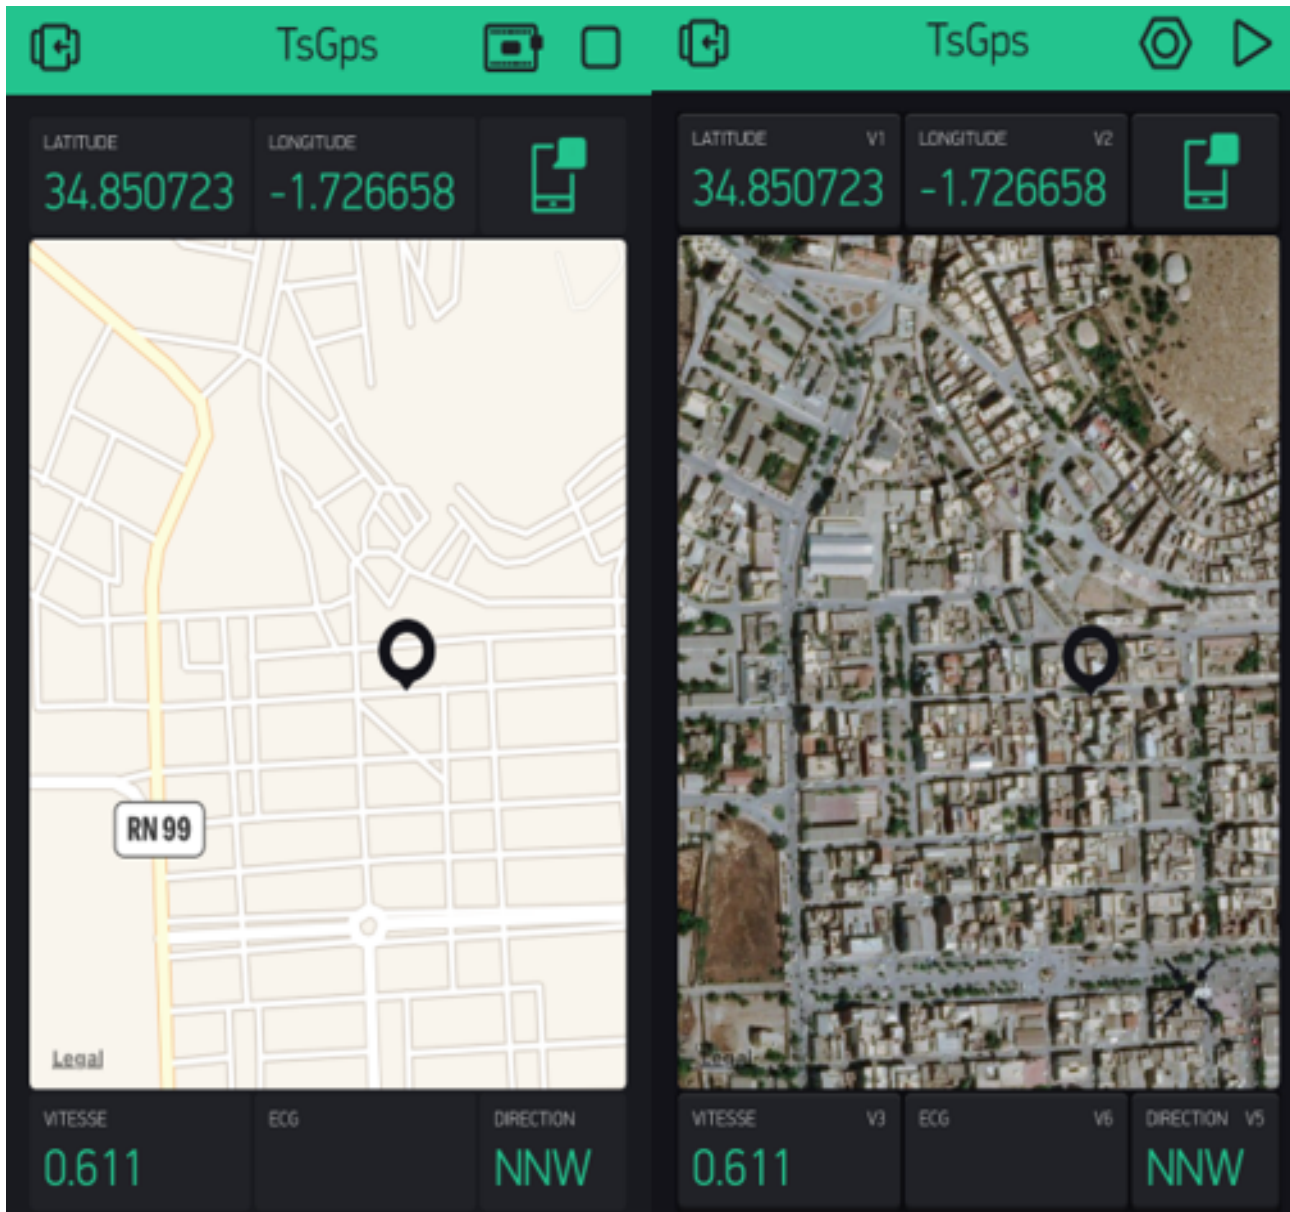 TsGps
LATITUDE
LONGITUDE
34.850723
-1.726658
RN 99
Legal
VITESSE
ECG
DIRECTION
0.611
NNW
TsGps
LATITUDE V1
LONGITUDE V2
34.850723
-1.726658
Legal
VITESSE V3
ECG V6
DIRECTION V5
0.611
NNW